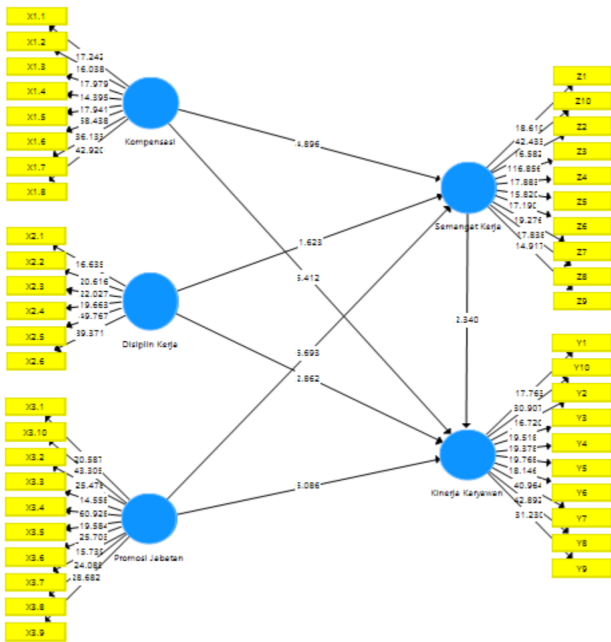 X1.1
X1.2
X1.3
X1.4
X1.5
X1.6
X1.7
X1.8
17.242
16.038
17.979
14.395
17.941
58.438
36.133
42.920
Kompensasi
X2.1
X2.2
X2.3
X2.4
X2.5
X2.6
16.635
20.616
22.027
19.663
49.767
39.371
Disiplin Kerja
X3.1
X3.10
X3.2
X3.3
X3.4
X3.5
X3.6
X3.7
X3.8
X3.9
20.587
43.305
25.478
14.558
60.928
19.584
25.703
15.735
24.088
28.682
Promosi Jabatan
4.896
1.623
5.412
3.693
2.862
5.086
2.340
Semangat Kerja
18.610
42.433
16.582
116.856
17.883
15.820
17.190
19.276
17.838
14.917
Z1
Z10
Z2
Z3
Z4
Z5
Z6
Z7
Z8
Z9
Kinerja Karyawan
17.763
30.907
16.720
19.518
19.378
19.768
18.146
40.964
42.892
31.230
Y1
Y10
Y2
Y3
Y4
Y5
Y6
Y7
Y8
Y9